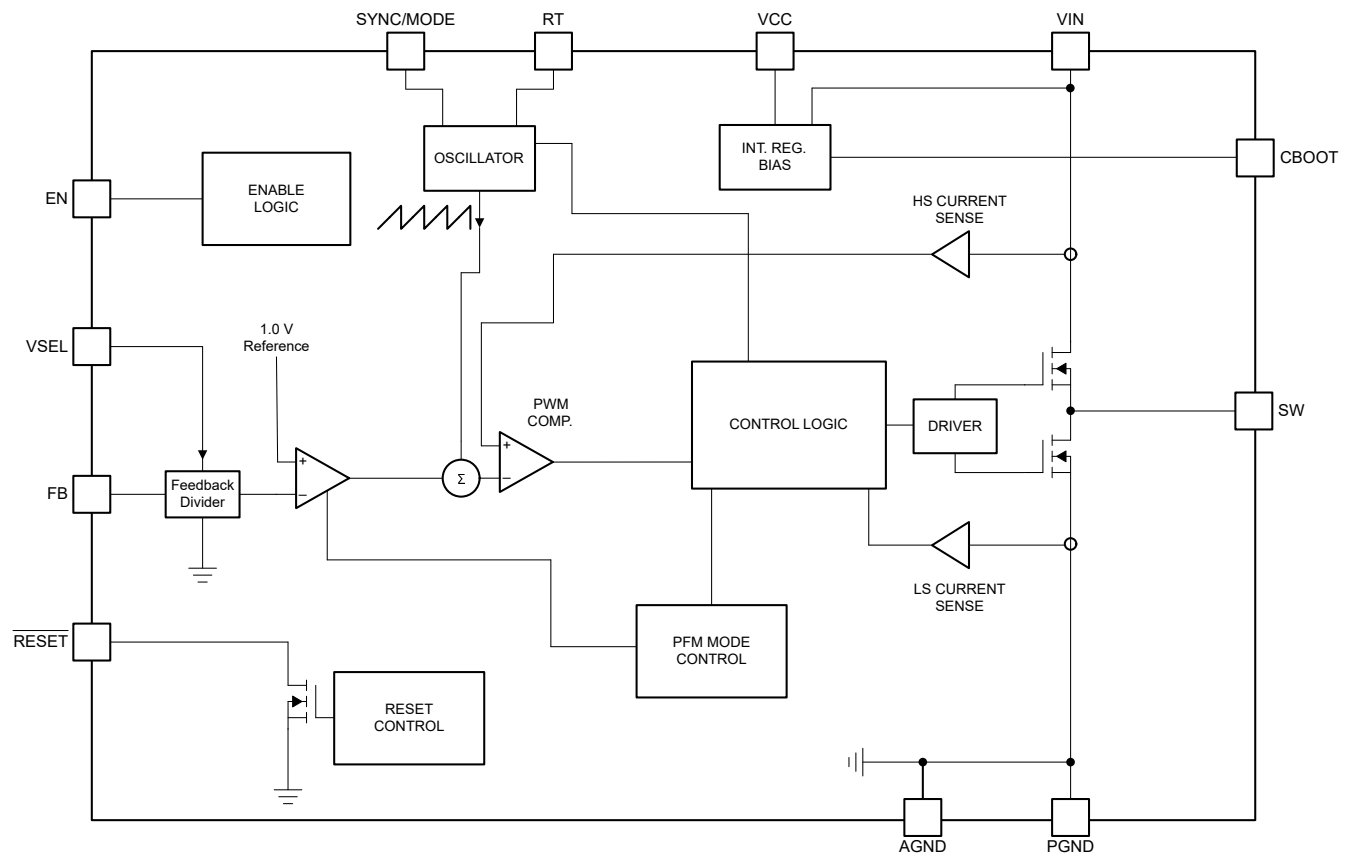 SYNC/MODE
RT
VCC
VIN
OSCILLATOR
INT. REG.
BIAS
CBOOT
EN
ENABLE
LOGIC
HS CURRENT
SENSE
VSEL
1.0 V
Reference
PWM
COMP.
CONTROL LOGIC
DRIVER
SW
FB
Feedback
Divider
+
−
Σ
+
−
LS CURRENT
SENSE
RESET
PFM MODE
CONTROL
RESET
CONTROL
AGND
PGND